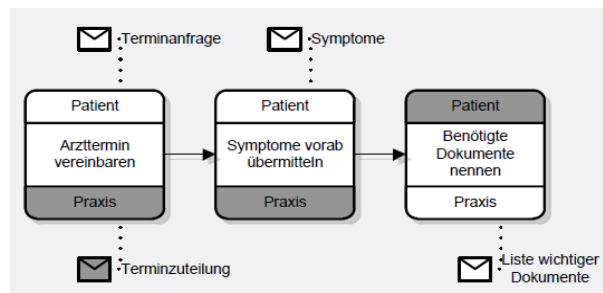 Terminanfrage
Symptome
Patient
Arzttermin
vereinbaren
Praxis
Patient
Symptome vorab
übermitteln
Praxis
Patient
Benötigte
Dokumente
nennen
Praxis
Terminzuteilung
Liste wichtiger
Dokumente